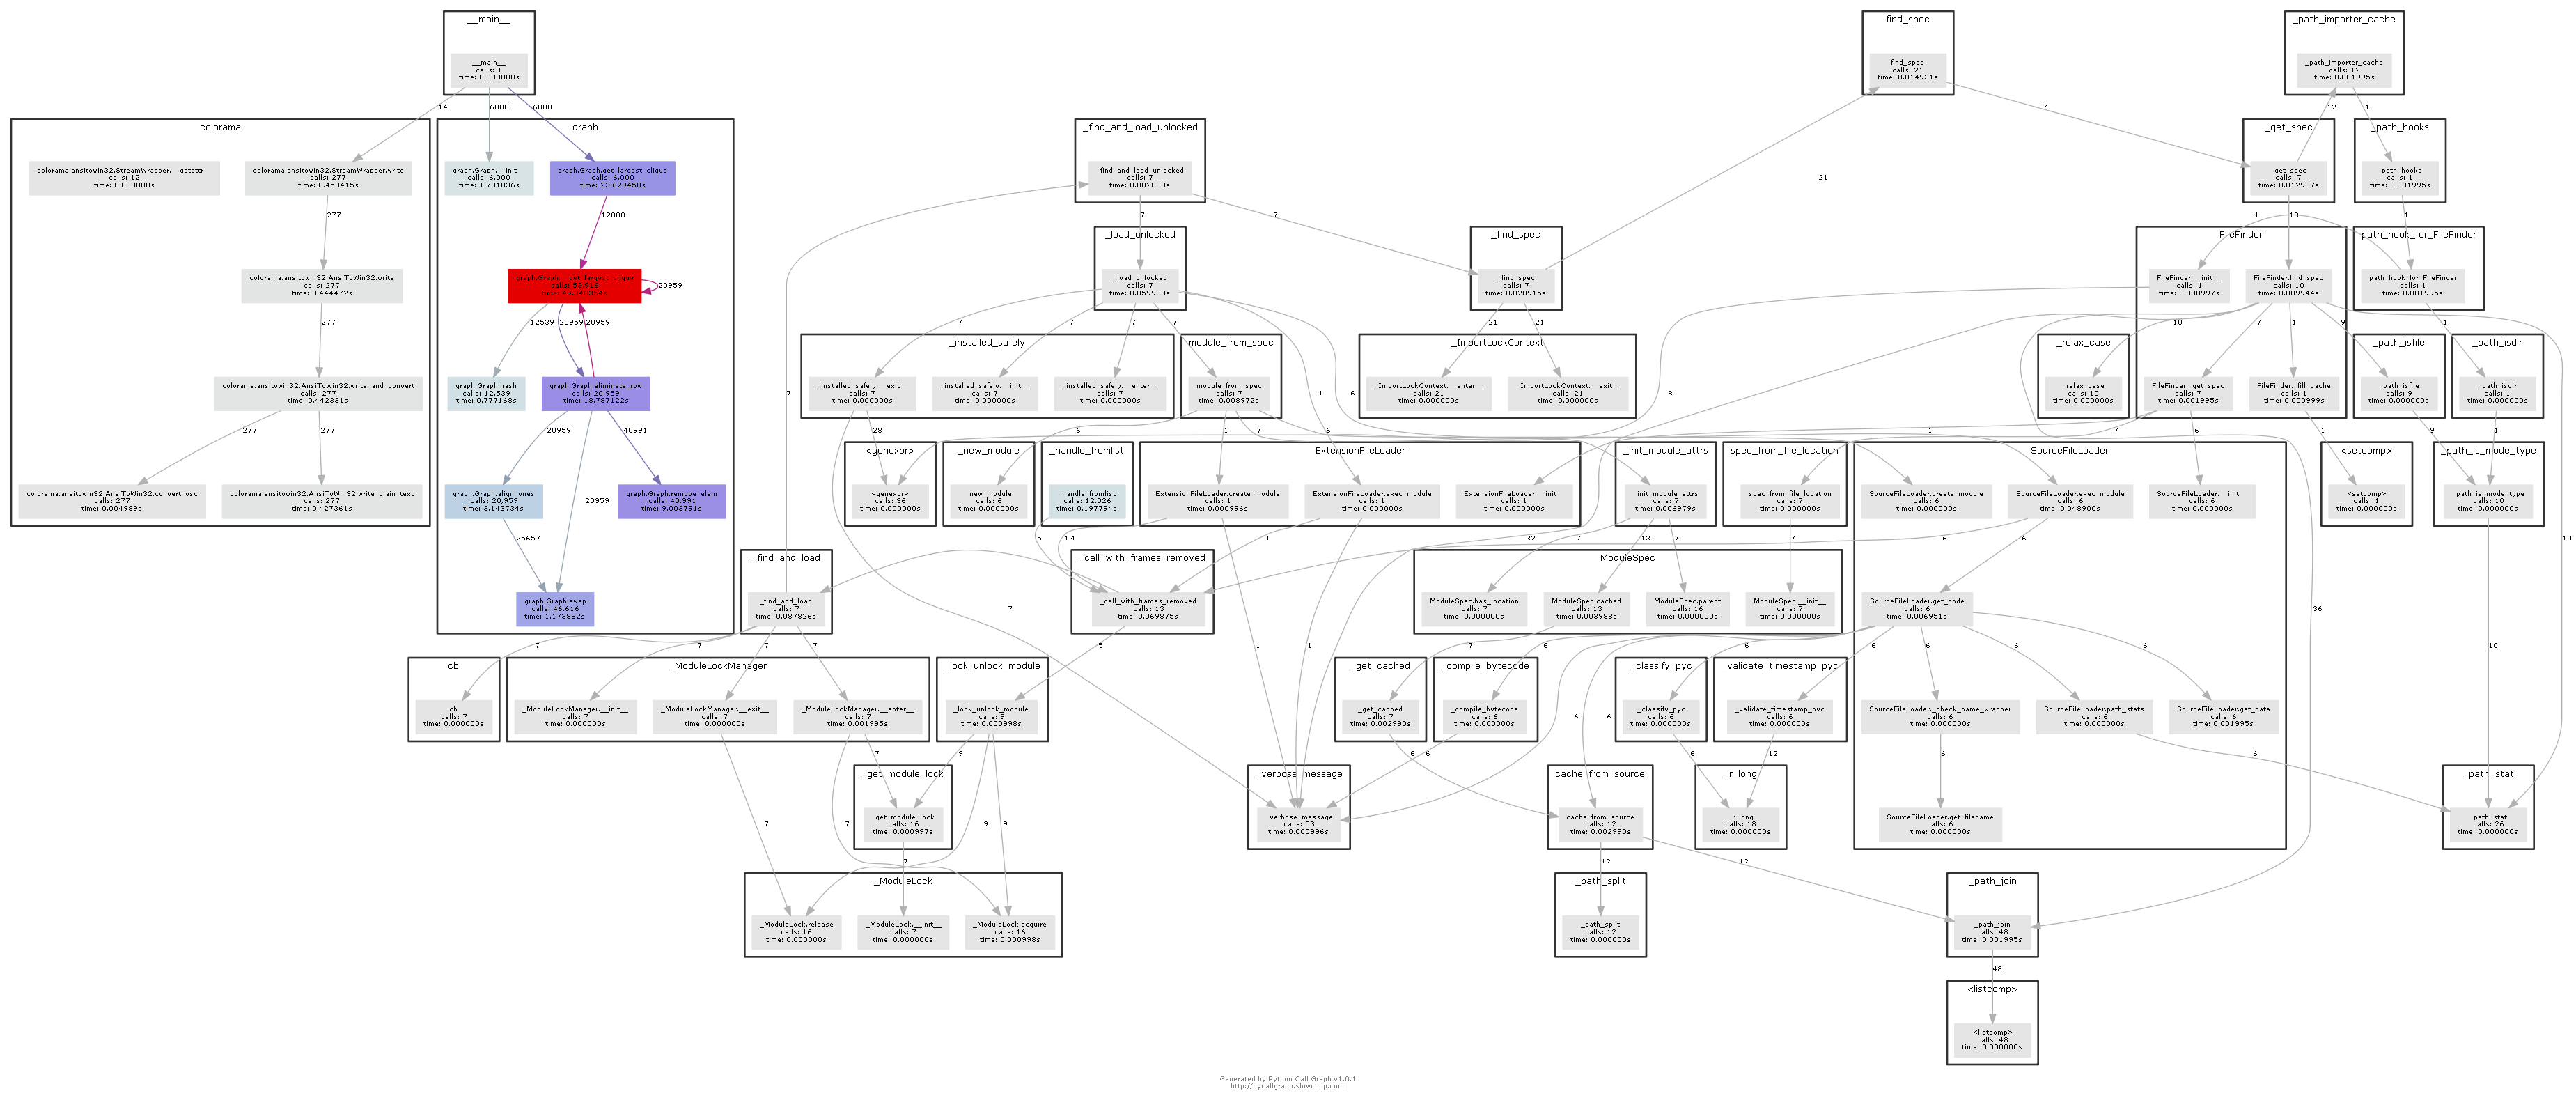 __main__
__main__
calls: 1
time: 0.000000s
find_spec
find_spec
calls: 21
time: 0.014931s
_path_importer_cache
_path_importer_cache
calls: 12
time: 0.001995s
14
6000
6000
7
12
1
colorama
colorama.ansitowin32.StreamWrapper.__getattr__
calls: 12
time: 0.000000s
colorama.ansitowin32.StreamWrapper.write
calls: 277
time: 0.453415s
277
colorama.ansitowin32.AnsiToWin32.write
calls: 277
time: 0.444472s
277
colorama.ansitowin32.AnsiToWin32.write_and_convert
calls: 277
time: 0.442331s
277
277
colorama.ansitowin32.AnsiToWin32.convert_osc
calls: 277
time: 0.004989s
colorama.ansitowin32.AnsiToWin32.write_plain_text
calls: 277
time: 0.427361s
graph
graph.Graph.__init__
calls: 6,000
time: 1.701836s
graph.Graph.get_largest_clique
calls: 6,000
time: 23.629458s
12000
graph.Graph.__get_largest_clique
time: 49.040354s
20959
12539
20959
20959
graph.Graph.hash
calls: 12,539
time: 0.777168s
graph.Graph.eliminate_row
calls: 20,959
time: 18.787122s
20959
40991
20959
graph.Graph.align_ones
calls: 20,959
time: 3.143734s
graph.Graph.remove_elem
calls: 40,991
time: 9.003791s
25657
graph.Graph.swap
calls: 46,616
time: 1.173882s
_find_and_load_unlocked
_find_and_load_unlocked
calls: 7
time: 0.082808s
7
7
21
_get_spec
_get_spec
calls: 7
time: 0.012937s
10
_path_hooks
_path_hooks
calls: 1
time: 0.001995s
1
1
_load_unlocked
_load_unlocked
calls: 7
time: 0.059900s
7
7
7
7
1
6
_find_spec
_find_spec
calls: 7
time: 0.020915s
21
21
FileFinder
FileFinder.__init__
calls: 1
time: 0.000997s
FileFinder.find_spec
calls: 10
time: 0.009944s
10
7
1
9
FileFinder._get_spec
calls: 7
time: 0.001995s
FileFinder._fill_cache
calls: 1
time: 0.000999s
path_hook_for_FileFinder
path_hook_for_FileFinder
calls: 1
time: 0.001995s
1
_installed_safely
_installed_safely.__exit__
calls: 7
time: 0.000000s
_installed_safely.__init__
calls: 7
time: 0.000000s
_installed_safely.__enter__
calls: 7
time: 0.000000s
module_from_spec
module_from_spec
calls: 7
time: 0.008972s
_ImportLockContext
_ImportLockContext.__enter__
calls: 21
time: 0.000000s
_ImportLockContext.__exit__
calls: 21
time: 0.000000s
_relax_case
_relax_case
calls: 10
time: 0.000000s
_path_isfile
_path_isfile
calls: 9
time: 0.000000s
_path_isdir
_path_isdir
calls: 1
time: 0.000000s
7
28
6
1
7
6
8
1
7
6
1
9
1
<genexpr>
<genexpr>
calls: 36
time: 0.000000s
_new_module
_new_module
calls: 6
time: 0.000000s
_handle_fromlist
_handle_fromlist
calls: 12,026
time: 0.197794s
ExtensionFileLoader
ExtensionFileLoader.create_module
calls: 1
time: 0.000996s
ExtensionFileLoader.exec_module
calls: 1
time: 0.000000s
ExtensionFileLoader.__init__
calls: 1
time: 0.000000s
_init_module_attrs
_init_module_attrs
calls: 7
time: 0.006979s
spec_from_file_location
spec_from_file_location
calls: 7
time: 0.000000s
SourceFileLoader
SourceFileLoader.create_module
calls: 6
time: 0.000000s
SourceFileLoader.exec_module
calls: 6
time: 0.048900s
SourceFileLoader.__init__
calls: 6
time: 0.000000s
<setcomp>
<setcomp>
calls: 1
time: 0.000000s
_path_is_mode_type
_path_is_mode_type
calls: 10
time: 0.000000s
5
1
4
1
32
7
13
7
7
6
6
10
_find_and_load
_find_and_load
calls: 7
time: 0.087826s
_call_with_frames_removed
_call_with_frames_removed
calls: 13
time: 0.069875s
ModuleSpec
ModuleSpec.has_location
calls: 7
time: 0.000000s
ModuleSpec.cached
calls: 13
time: 0.003988s
ModuleSpec.parent
calls: 16
time: 0.000000s
ModuleSpec.__init__
calls: 7
time: 0.000000s
SourceFileLoader.get_code
calls: 6
time: 0.006951s
7
36
7
7
7
7
5
1
1
7
6
6
6
6
6
6
10
cb
cb
calls: 7
time: 0.000000s
_ModuleLockManager
_ModuleLockManager.__init__
calls: 7
time: 0.000000s
_ModuleLockManager.__exit__
calls: 7
time: 0.000000s
_ModuleLockManager.__enter__
calls: 7
time: 0.001995s
_lock_unlock_module
_lock_unlock_module
calls: 9
time: 0.000998s
_get_cached
_get_cached
calls: 7
time: 0.002990s
_compile_bytecode
_compile_bytecode
calls: 6
time: 0.000000s
_classify_pyc
_classify_pyc
calls: 6
time: 0.000000s
_validate_timestamp_pyc
_validate_timestamp_pyc
calls: 6
time: 0.000000s
SourceFileLoader._check_name_wrapper
calls: 6
time: 0.000000s
SourceFileLoader.path_stats
calls: 6
time: 0.000000s
SourceFileLoader.get_data
calls: 6
time: 0.001995s
7
9
6
6
6
6
6
12
6
6
_get_module_lock
_get_module_lock
calls: 16
time: 0.000997s
_verbose_message
_verbose_message
calls: 53
time: 0.000996s
cache_from_source
cache_from_source
calls: 12
time: 0.002990s
_r_long
_r_long
calls: 18
time: 0.000000s
SourceFileLoader.get_filename
calls: 6
time: 0.000000s
_path_stat
_path_stat
calls: 26
time: 0.000000s
7
7
9
9
7
12
12
_ModuleLock
_ModuleLock.release
calls: 16
time: 0.000000s
_ModuleLock.__init__
calls: 7
time: 0.000000s
_ModuleLock.acquire
calls: 16
time: 0.000998s
_path_split
_path_split
calls: 12
time: 0.000000s
_path_join
_path_join
calls: 48
time: 0.001995s
48
<listcomp>
<listcomp>
calls: 48
time: 0.000000s
Generated by Python Call Graph v1.0.1
http://pycallgraph.slowchop.com